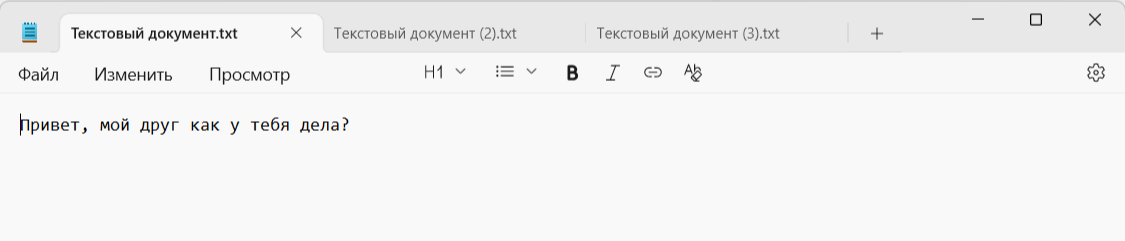 Текстовый документ.txt Текстовый документ (2).txt Текстовый документ (3).txt
Файл Изменить Просмотр H1 B I A
Привет, мой друг как у тебя дела?